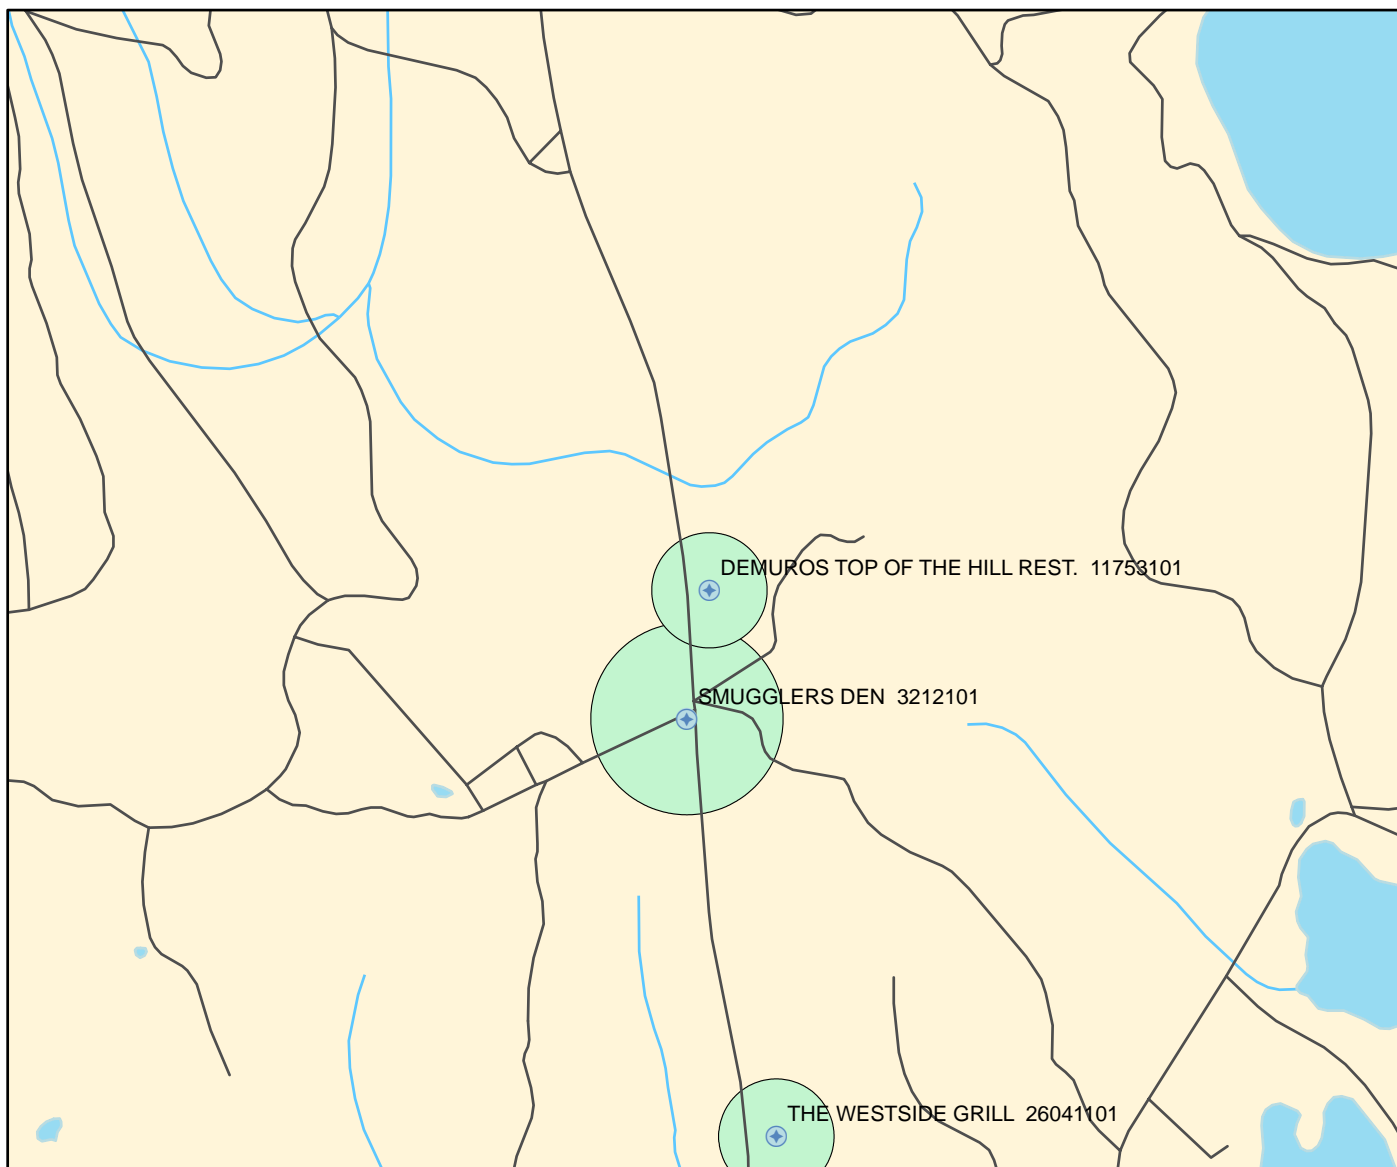 DEMUROS TOP OF THE HILL REST. 11753101
SMUGGLERS DEN 3212101
THE WESTSIDE GRILL 26041101